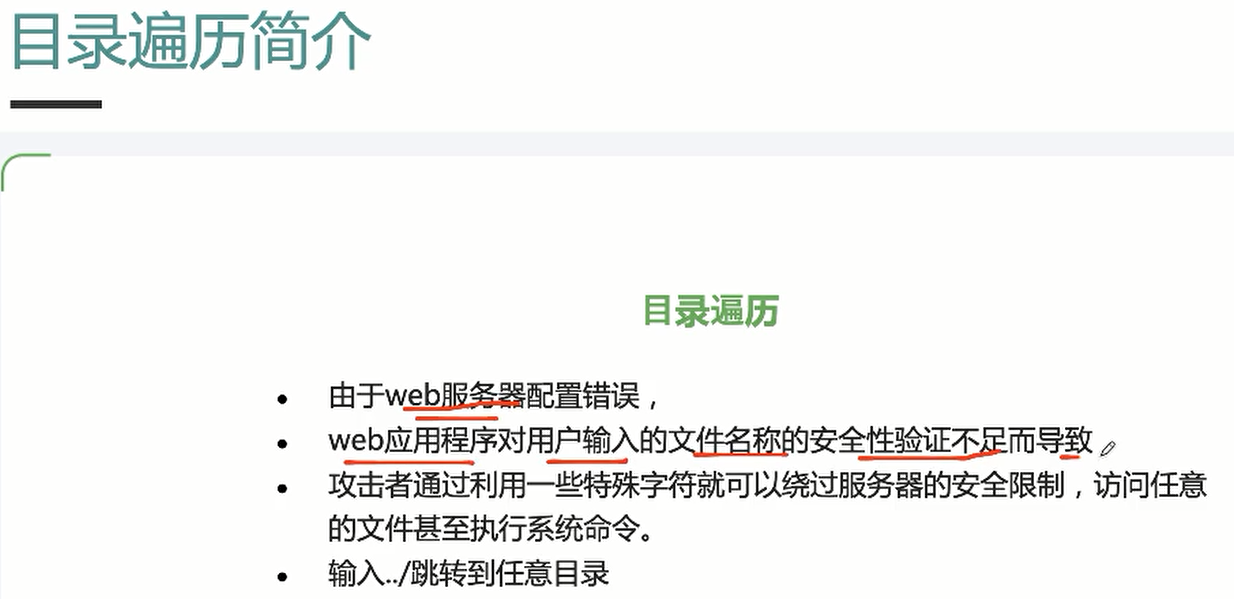 目录遍历简介
目录遍历
由于web服务器配置错误，
web应用程序对用户输入的文件名称的安全性验证不足而导致
攻击者通过利用一些特殊字符就可以绕过服务器的安全限制，访问任意
的文件甚至执行系统命令。
输入../跳转到任意目录